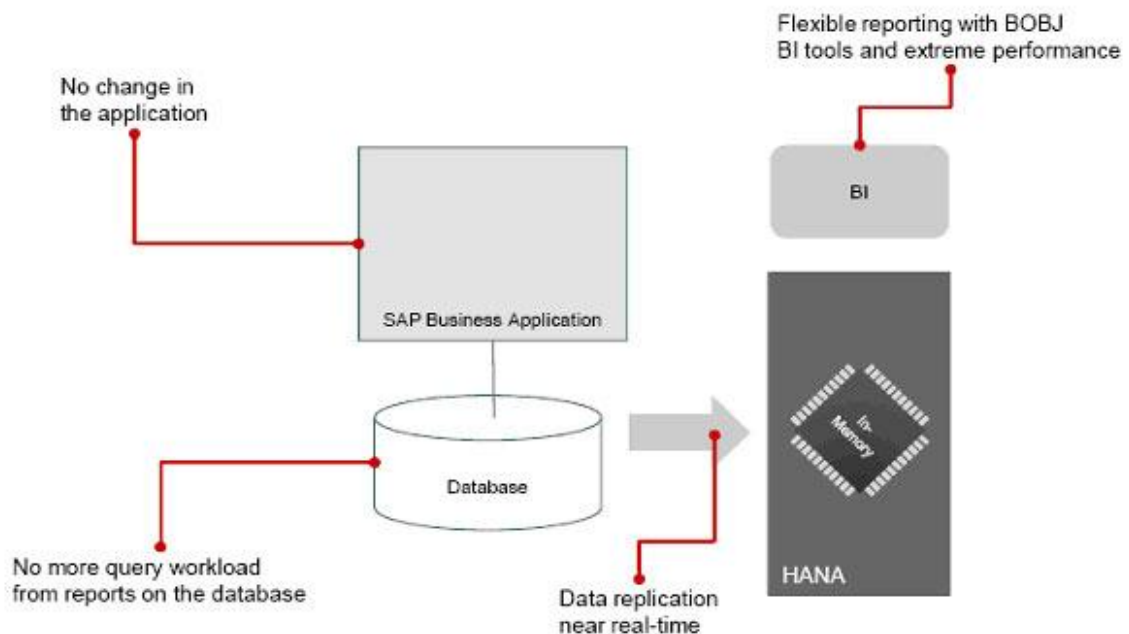 Flexible reporting with BOBJ
BI tools and extreme performance
No change in
the application
BI
SAP Business Application
In-
Memory
Database
No more query workload
from reports on the database
HANA
Data replication
near real-time